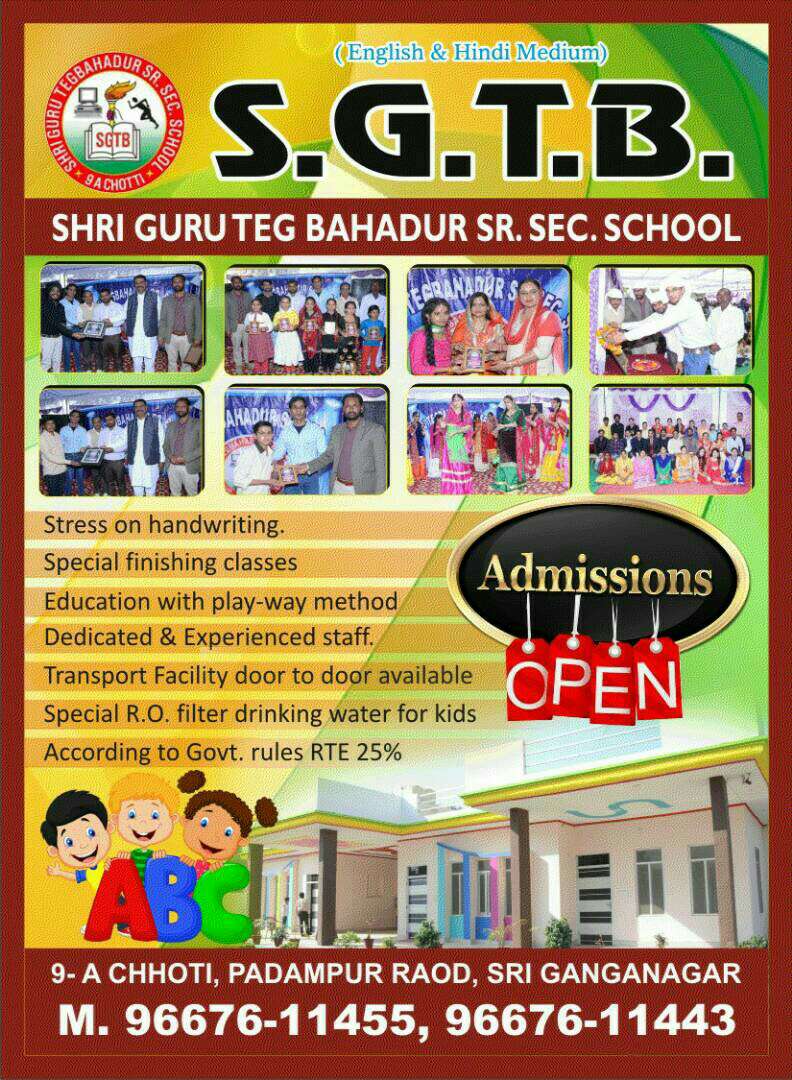 ( English & Hindi Medium)
SHRI GURU TEGBAHADUR SR. SEC. SCHOOL
SGTB
9 A CHOTTI
S.G.T.B.
SHRI GURU TEG BAHADUR SR. SEC. SCHOOL
Stress on handwriting.
Special finishing classes
Education with play-way method
Dedicated & Experienced staff.
Transport Facility door to door available
Special R.O. filter drinking water for kids
According to Govt. rules RTE 25%
Admissions
OPEN
ABC
9- A CHHOTI, PADAMPUR RAOD, SRI GANGANAGAR
M. 96676-11455, 96676-11443